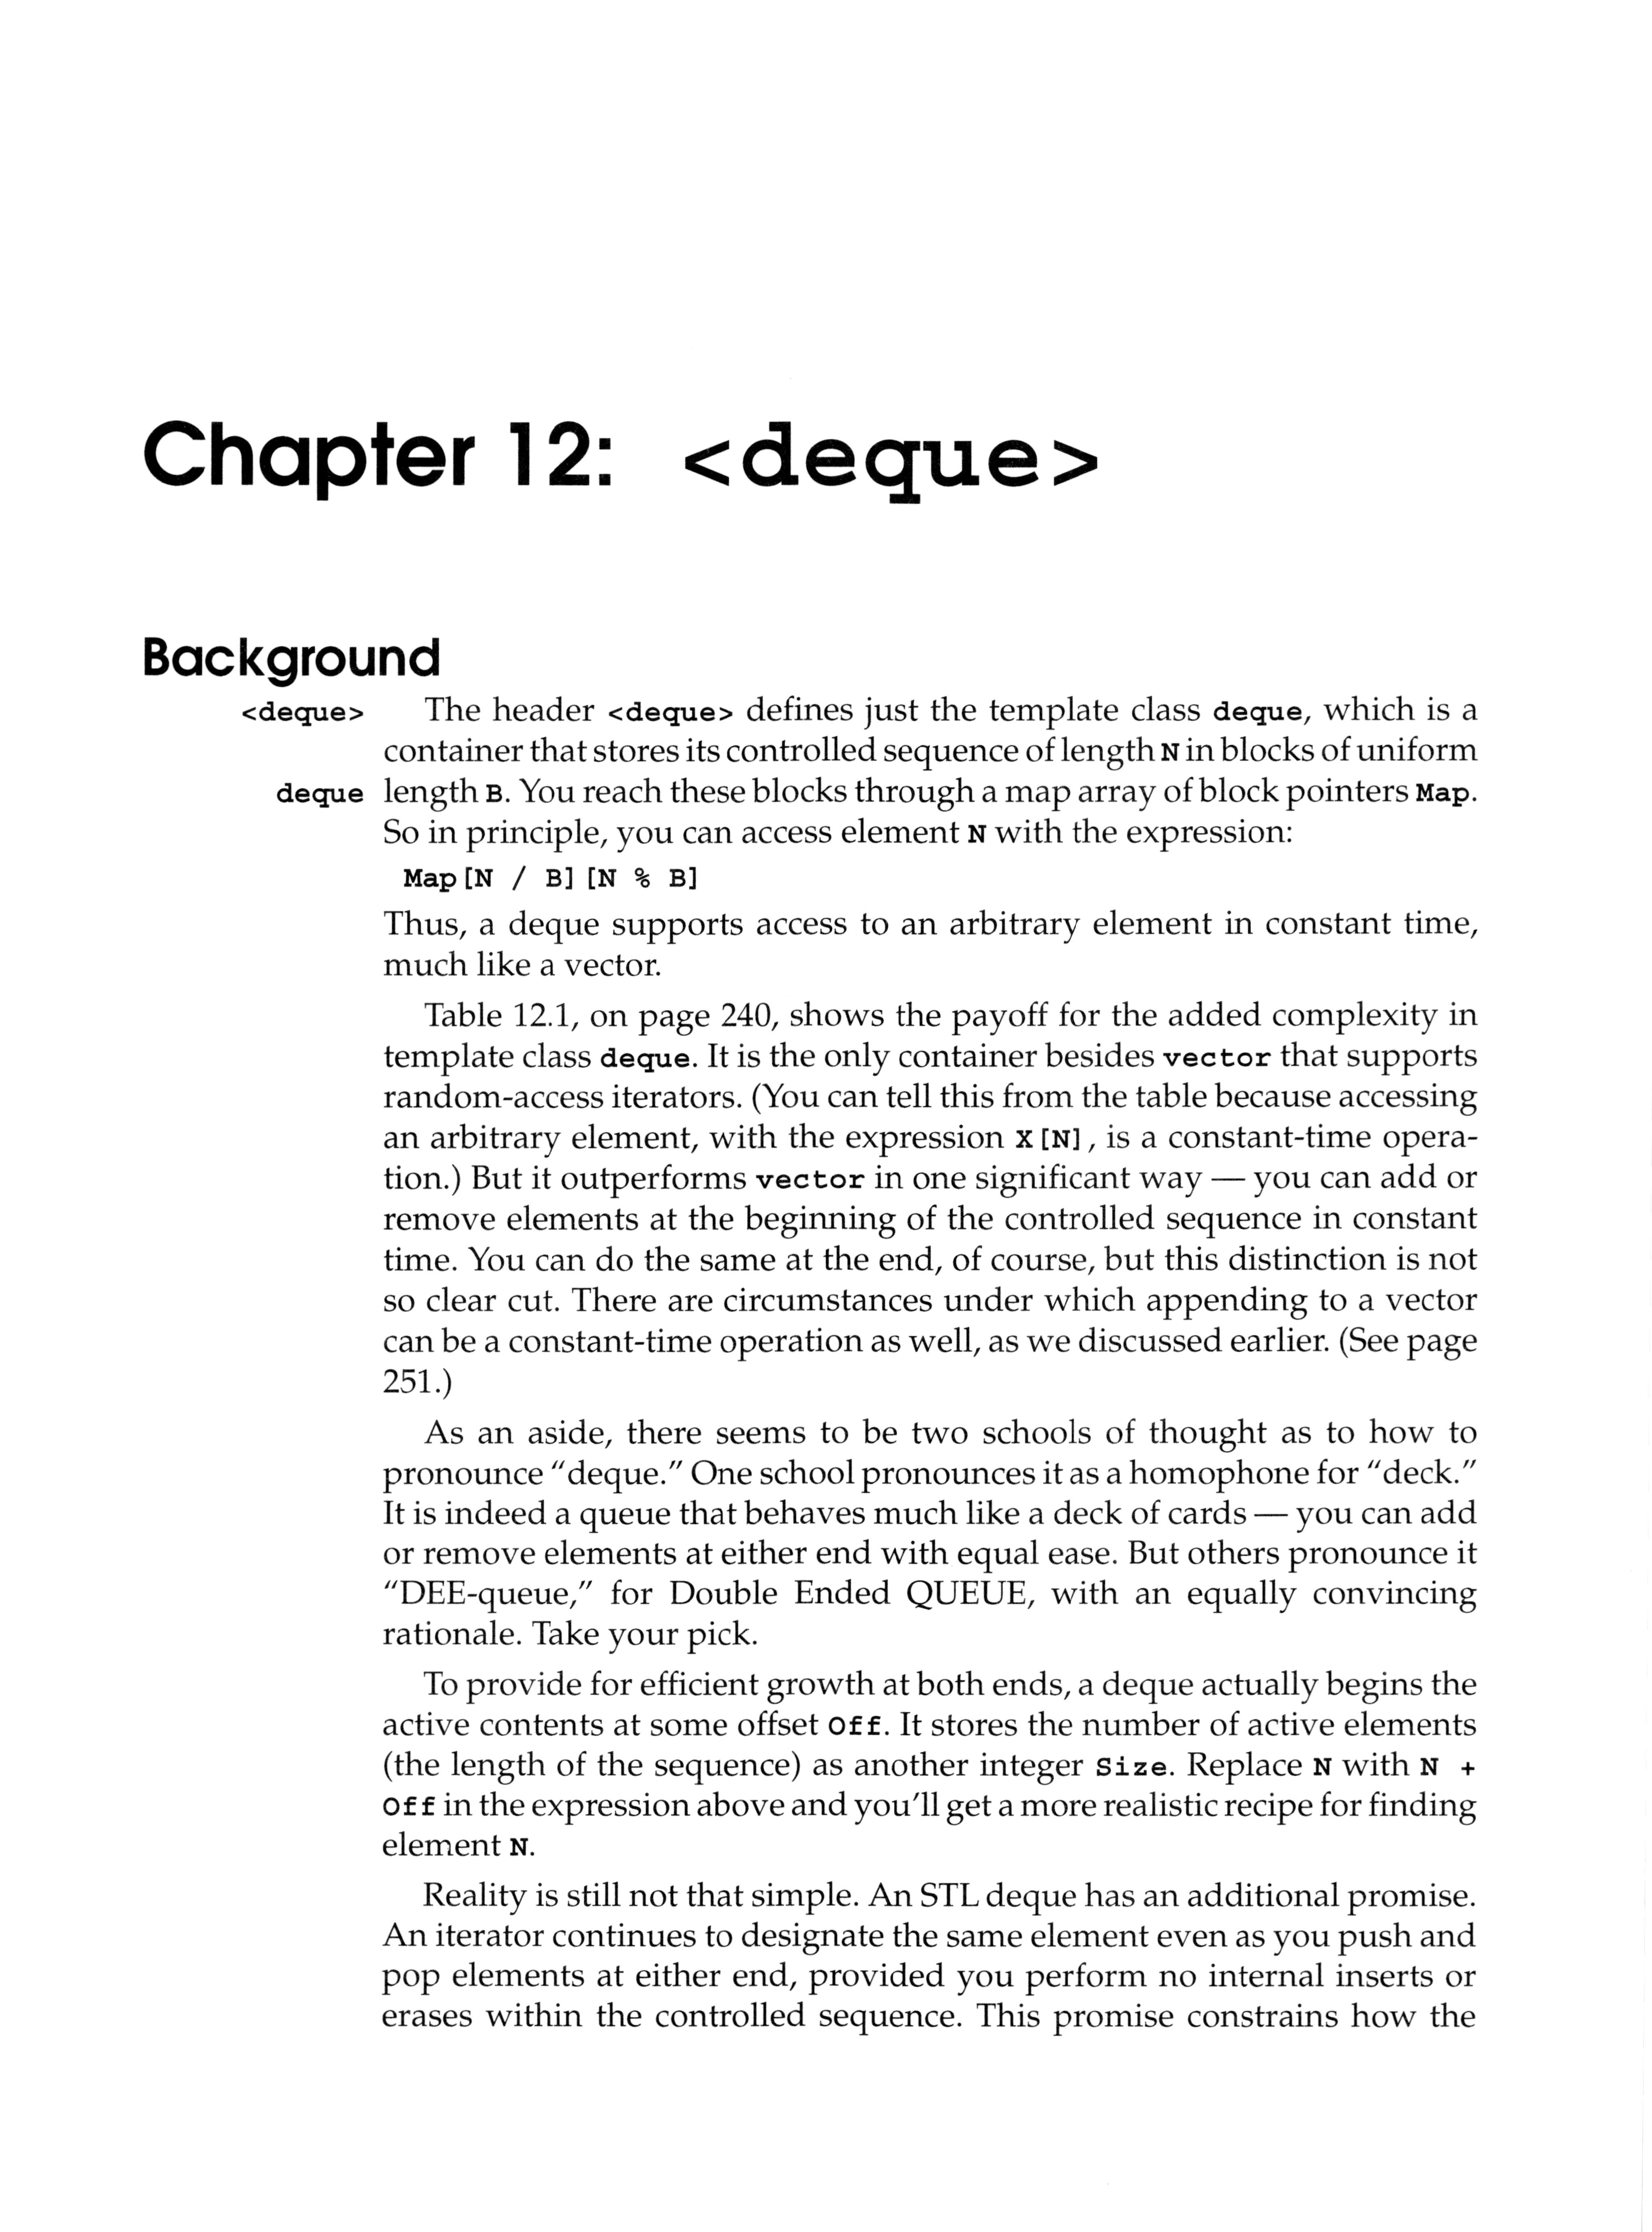 Chapter 12: <deque>
Background
<deque> The header <deque> defines just the template class deque, which is a
container that stores its controlled sequence of length N in blocks of uniform
deque length B. You reach these blocks through a map array of block pointers Map.
So in principle, you can access element N with the expression:
Map[N / B][N % B]
Thus, a deque supports access to an arbitrary element in constant time,
much like a vector.
Table 12.1, on page 240, shows the payoff for the added complexity in
template class deque. It is the only container besides vector that supports
random-access iterators. (You can tell this from the table because accessing
an arbitrary element, with the expression X[N], is a constant-time opera-
tion.) But it outperforms vector in one significant way — you can add or
remove elements at the beginning of the controlled sequence in constant
time. You can do the same at the end, of course, but this distinction is not
so clear cut. There are circumstances under which appending to a vector
can be a constant-time operation as well, as we discussed earlier. (See page
251.)
As an aside, there seems to be two schools of thought as to how to
pronounce "deque." One school pronounces it as a homophone for "deck."
It is indeed a queue that behaves much like a deck of cards — you can add
or remove elements at either end with equal ease. But others pronounce it
"DEE-queue," for Double Ended QUEUE, with an equally convincing
rationale. Take your pick.
To provide for efficient growth at both ends, a deque actually begins the
active contents at some offset Off. It stores the number of active elements
(the length of the sequence) as another integer Size. Replace N with N +
Off in the expression above and you'll get a more realistic recipe for finding
element N.
Reality is still not that simple. An STL deque has an additional promise.
An iterator continues to designate the same element even as you push and
pop elements at either end, provided you perform no internal inserts or
erases within the controlled sequence. This promise constrains how the